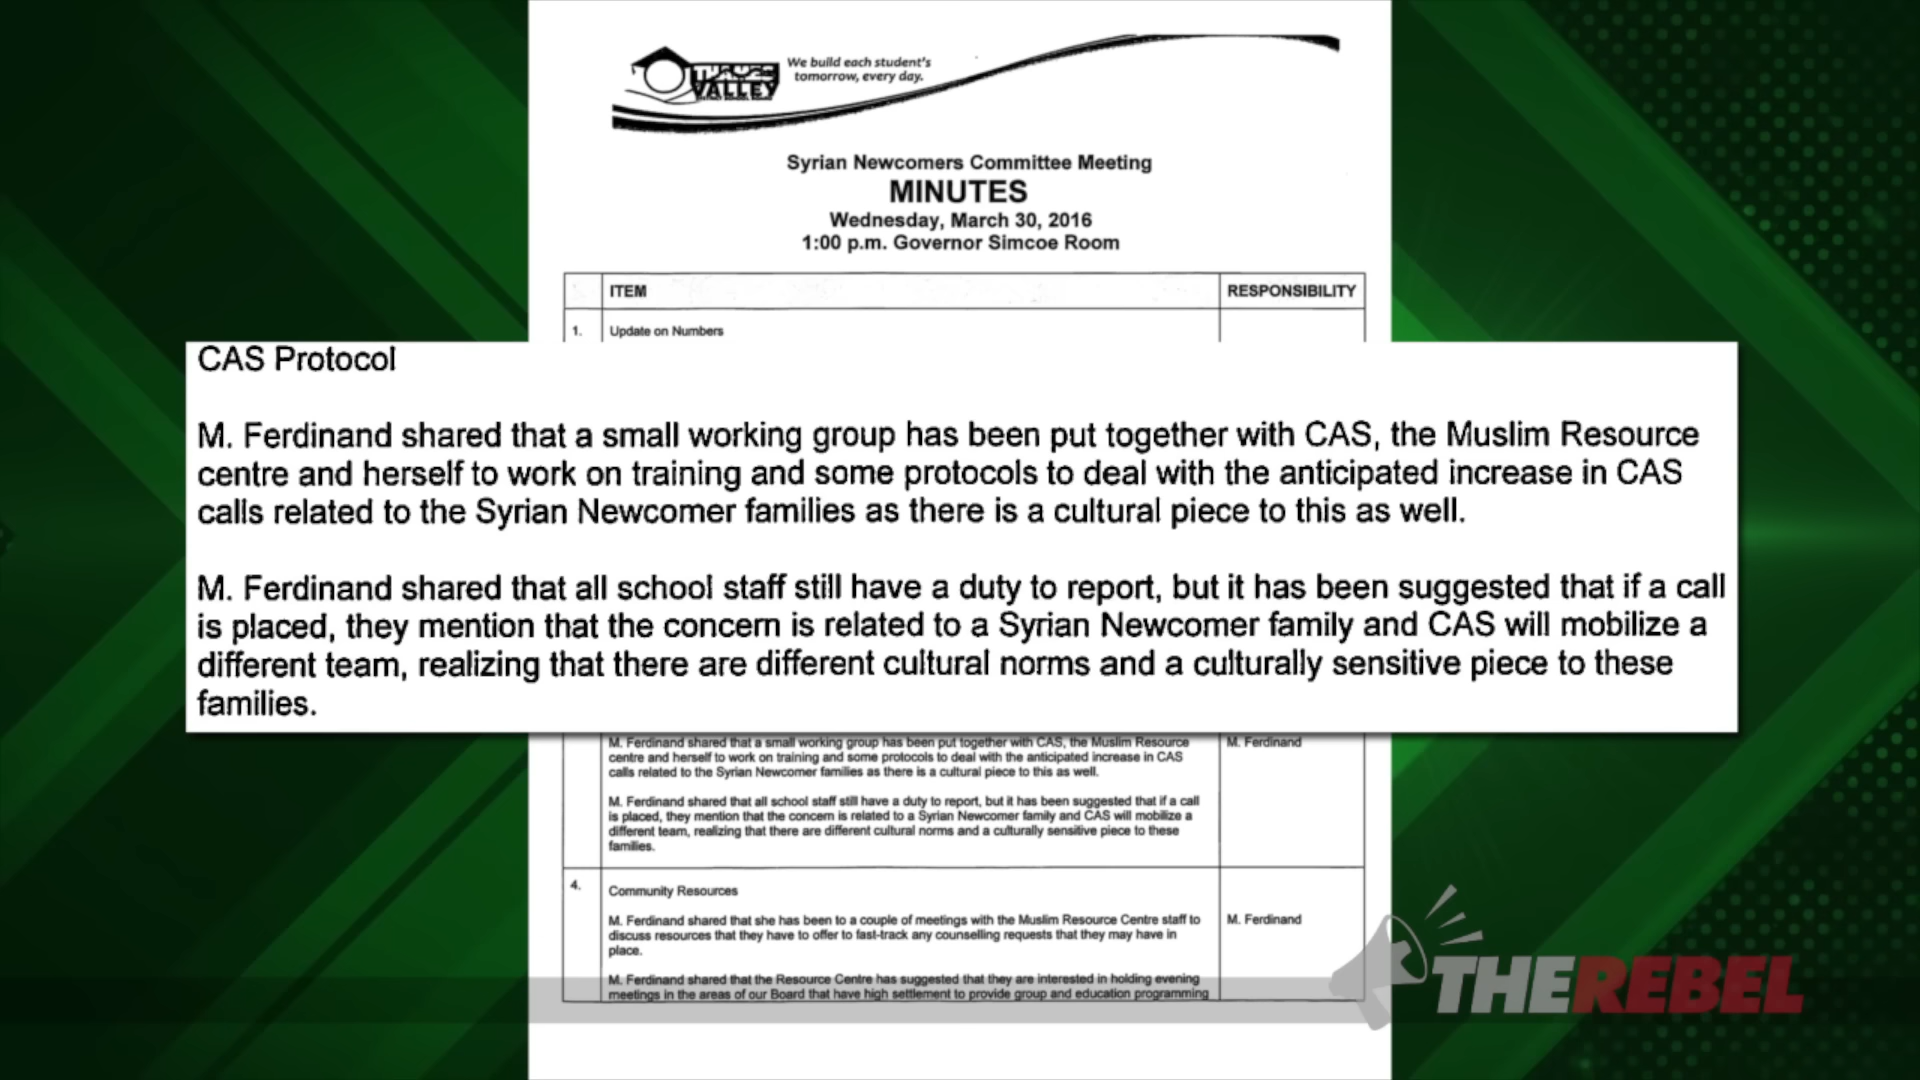 VALLEY
We build each student's
tomorrow, every day.
Syrian Newcomers Committee Meeting
MINUTES
Wednesday, March 30, 2016
1:00 p.m. Governor Simcoe Room
ITEM
RESPONSIBILITY
1. Update on Numbers
CAS Protocol
M. Ferdinand shared that a small working group has been put together with CAS, the Muslim Resource
centre and herself to work on training and some protocols to deal with the anticipated increase in CAS
calls related to the Syrian Newcomer families as there is a cultural piece to this as well.
M. Ferdinand shared that all school staff still have a duty to report, but it has been suggested that if a call
is placed, they mention that the concern is related to a Syrian Newcomer family and CAS will mobilize a
different team, realizing that there are different cultural norms and a culturally sensitive piece to these
families.
M. Ferdinand shared that a small working group has been put together with CAS, the Muslim Resource
centre and herself to work on training and some protocols to deal with the anticipated increase in CAS
calls related to the Syrian Newcomer families as there is a cultural piece to this as well.
M. Ferdinand
M. Ferdinand shared that all school staff still have a duty to report, but it has been suggested that if a call
is placed, they mention that the concern is related to a Syrian Newcomer family and CAS will mobilize a
different team, realizing that there are different cultural norms and a culturally sensitive piece to these
families.
4. Community Resources
M. Ferdinand shared that she has been to a couple of meetings with the Muslim Resource Centre staff to
discuss resources that they have to offer to fast-track any counselling requests that they may have in
place.
M. Ferdinand
M. Ferdinand shared that the Resource Centre has suggested that they are interested in holding evening
meetings in the areas of our Board that have high settlement to provide group and education programming
THEREBEL